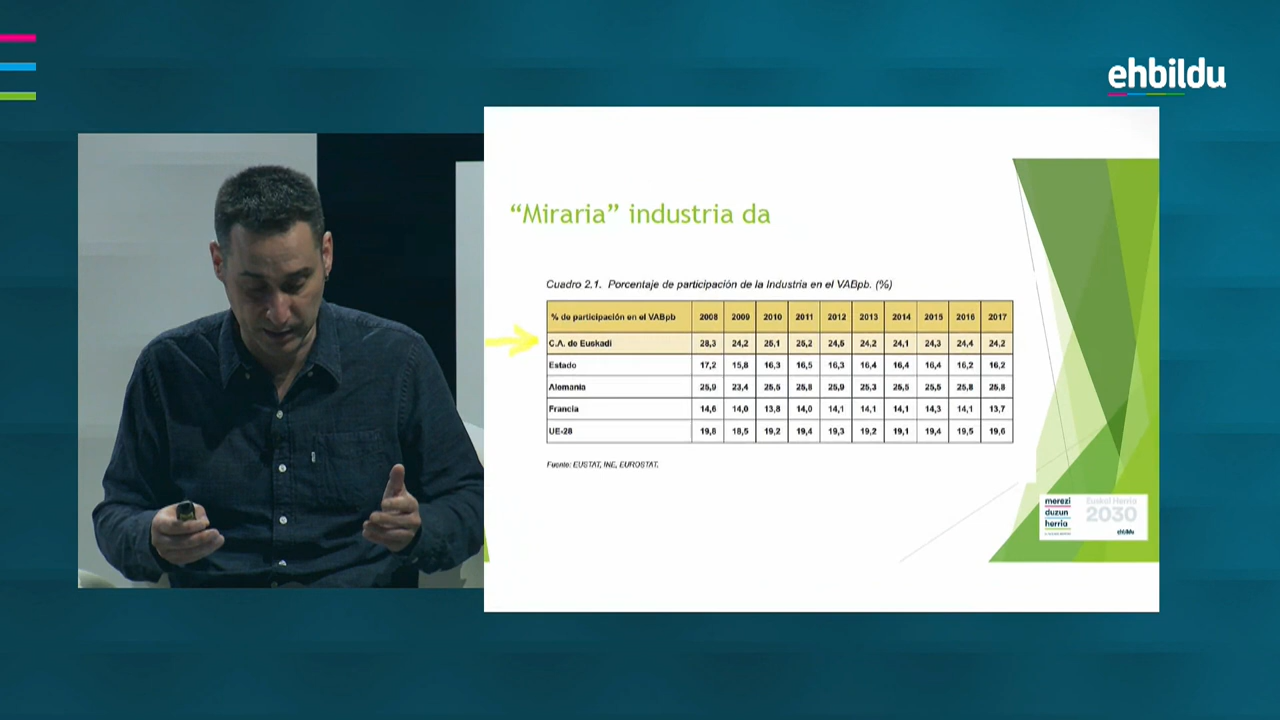 ehbildu
“Miraria” industria da
Cuadro 2.1. Porcentaje de participación de la Industria en el VABpb. (%)
% de participación en el VABpb 2008 2009 2010 2011 2012 2013 2014 2015 2016 2017
C.A. de Euskadi 28,3 24,2 25,1 25,2 24,5 24,2 24,1 24,3 24,4 24,2
Estado 17,2 15,8 16,3 16,5 16,3 16,4 16,4 16,4 16,2 16,2
Alemania 25,9 23,4 25,5 25,8 25,9 25,3 25,5 25,5 25,8 25,8
Francia 14,6 14,0 13,8 14,0 14,1 14,1 14,1 14,3 14,1 13,7
UE-28 19,8 18,5 19,2 19,4 19,3 19,2 19,1 19,4 19,5 19,6
Fuente: EUSTAT, INE, EUROSTAT.
merezi
duzun
herria
Euskal Herria
2030
ehbildu